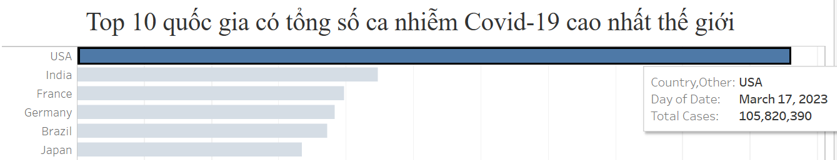 Top 10 quốc gia có tổng số ca nhiễm Covid-19 cao nhất thế giới
USA
India
France
Germany
Brazil
Japan
Country,Other: USA
Day of Date: March 17, 2023
Total Cases: 105,820,390